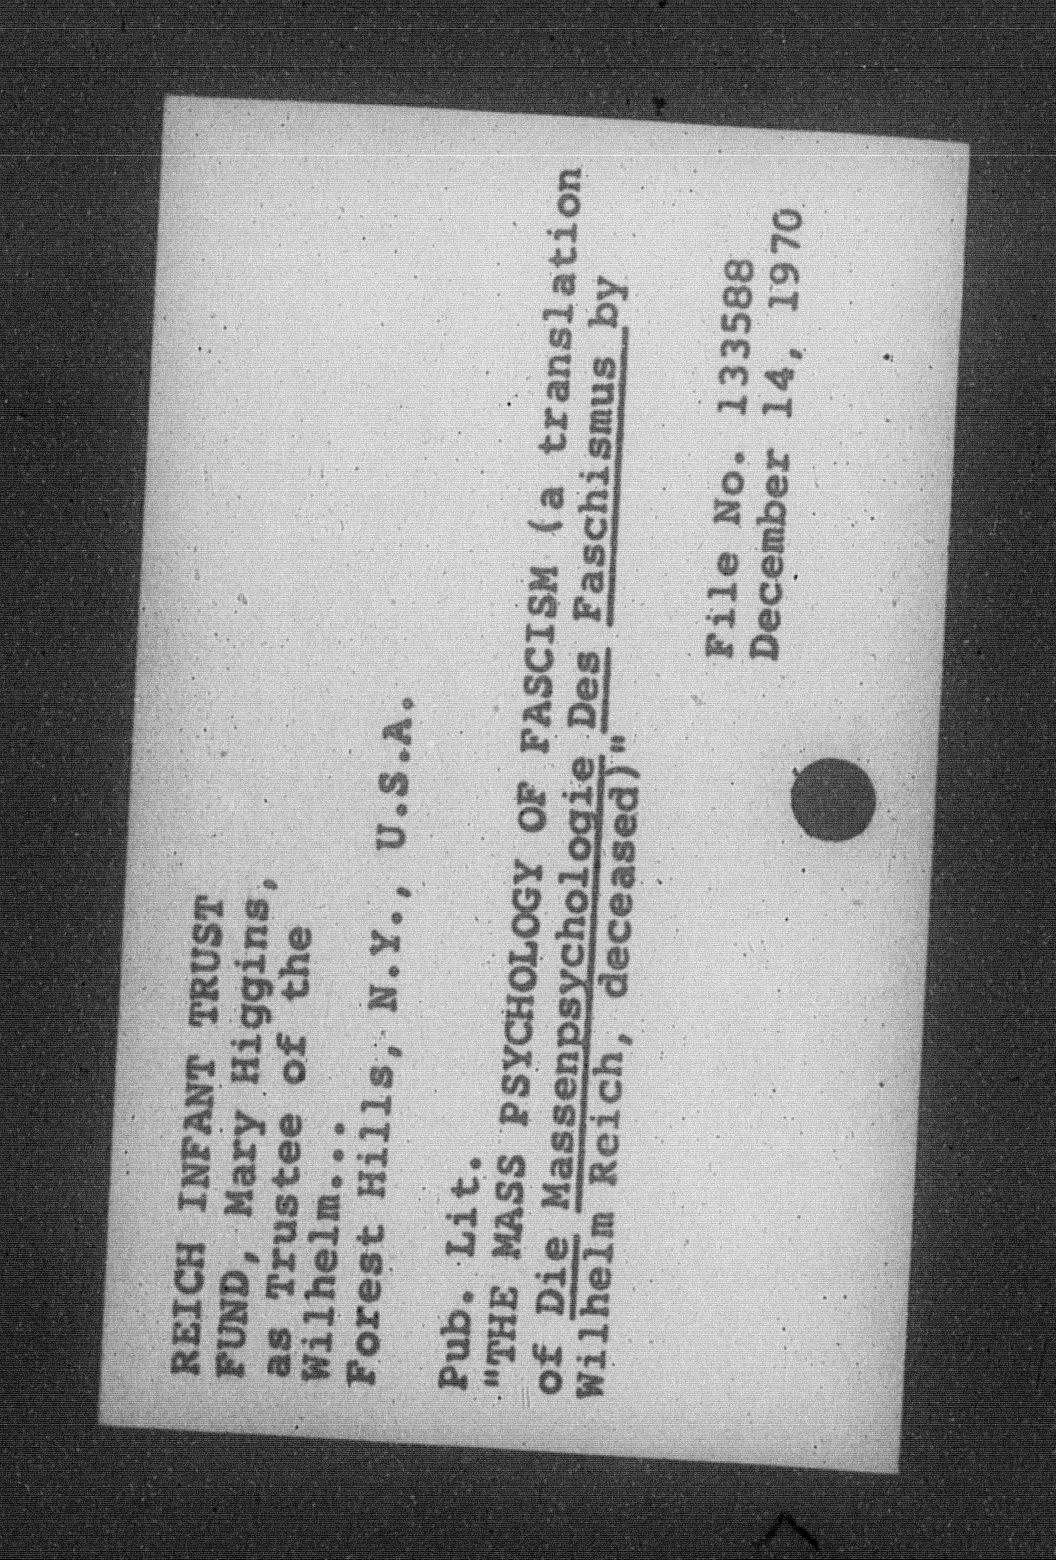 REICH INFANT TRUST
FUND, Mary Higgins,
as Trustee of the
Wilhelm...
Forest Hills, N.Y., U.S.A.
Pub. Lit.
"THE MASS PSYCHOLOGY OF FASCISM (a translation
of Die Massenpsychologie Des Faschismus by
Wilhelm Reich, deceased)"
File No. 133588
December 14, 1970